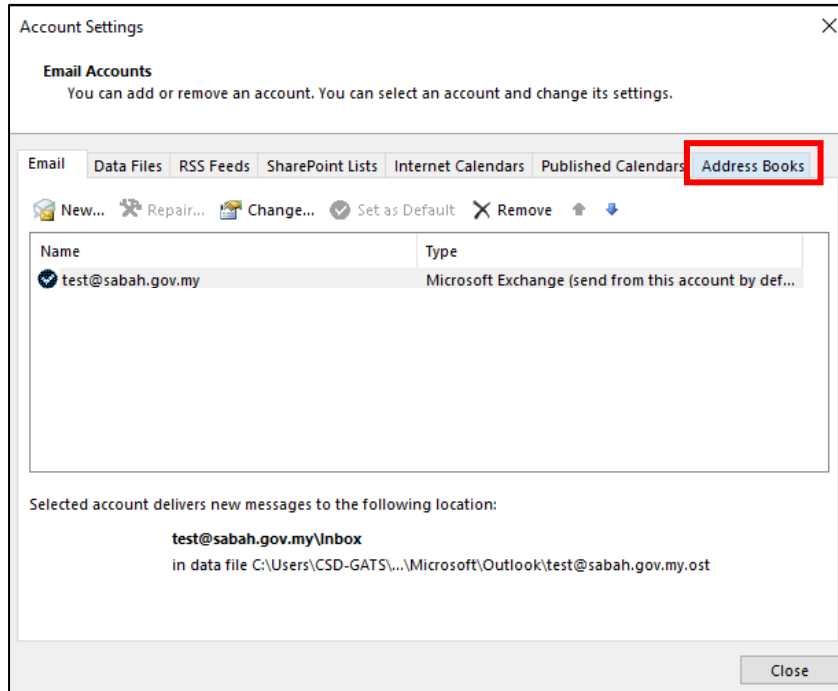 Account Settings
Email Accounts
You can add or remove an account. You can select an account and change its settings.
Email Data Files RSS Feeds SharePoint Lists Internet Calendars Published Calendars Address Books
New... Repair... Change... Set as Default Remove
Name Type
test@sabah.gov.my Microsoft Exchange (send from this account by def...
Selected account delivers new messages to the following location:
test@sabah.gov.my\Inbox
in data file C:\Users\CSD-GATS\...\Microsoft\Outlook\test@sabah.gov.my.ost
Close